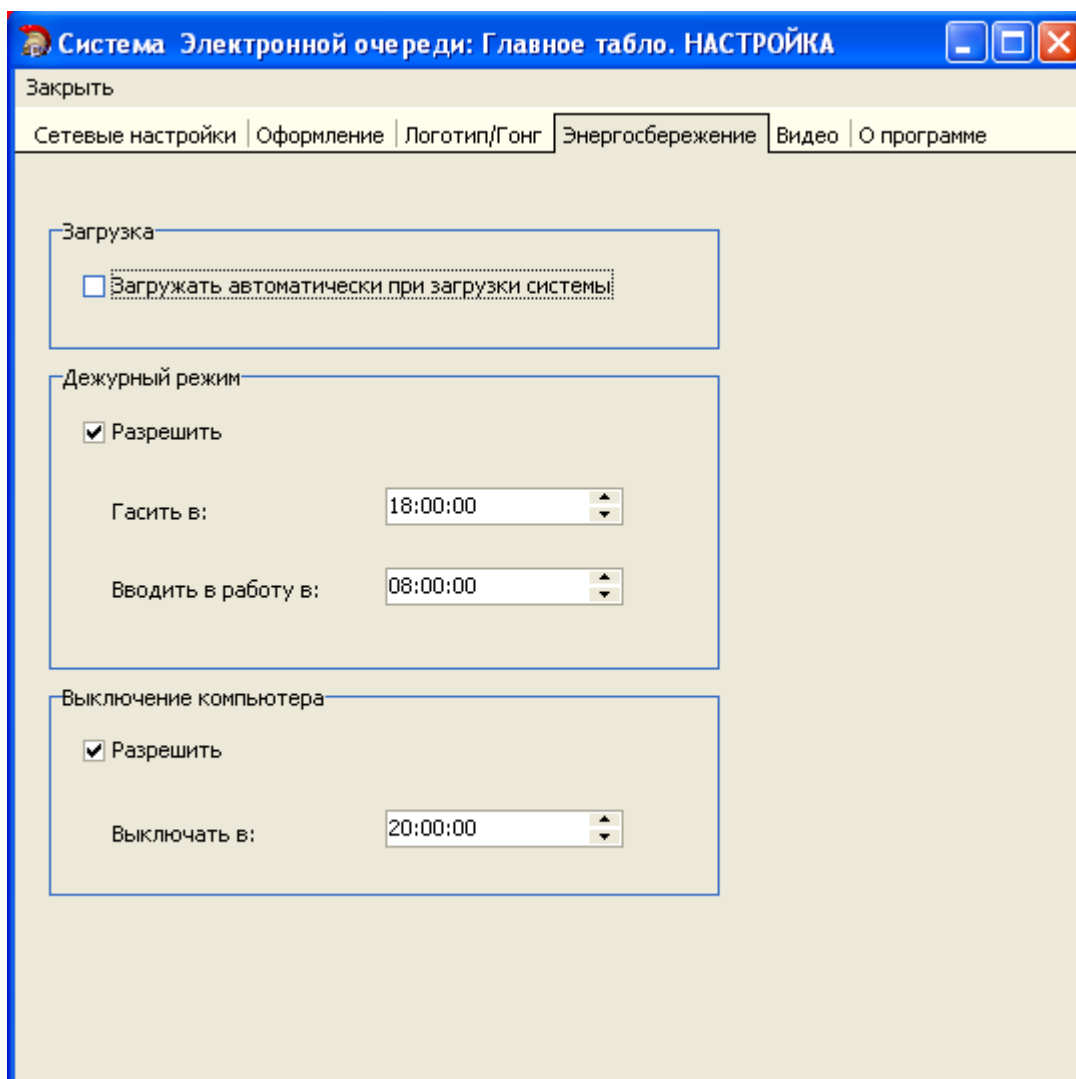 Система Электронной очереди: Главное табло. НАСТРОЙКА
Закрыть
Сетевые настройки Оформление Логотип/Гонг Энергосбережение Видео О программе
Загрузка
Загружать автоматически при загрузки системы
Дежурный режим
Разрешить
Гасить в: 18:00:00
Вводить в работу в: 08:00:00
Выключение компьютера
Разрешить
Выключать в: 20:00:00